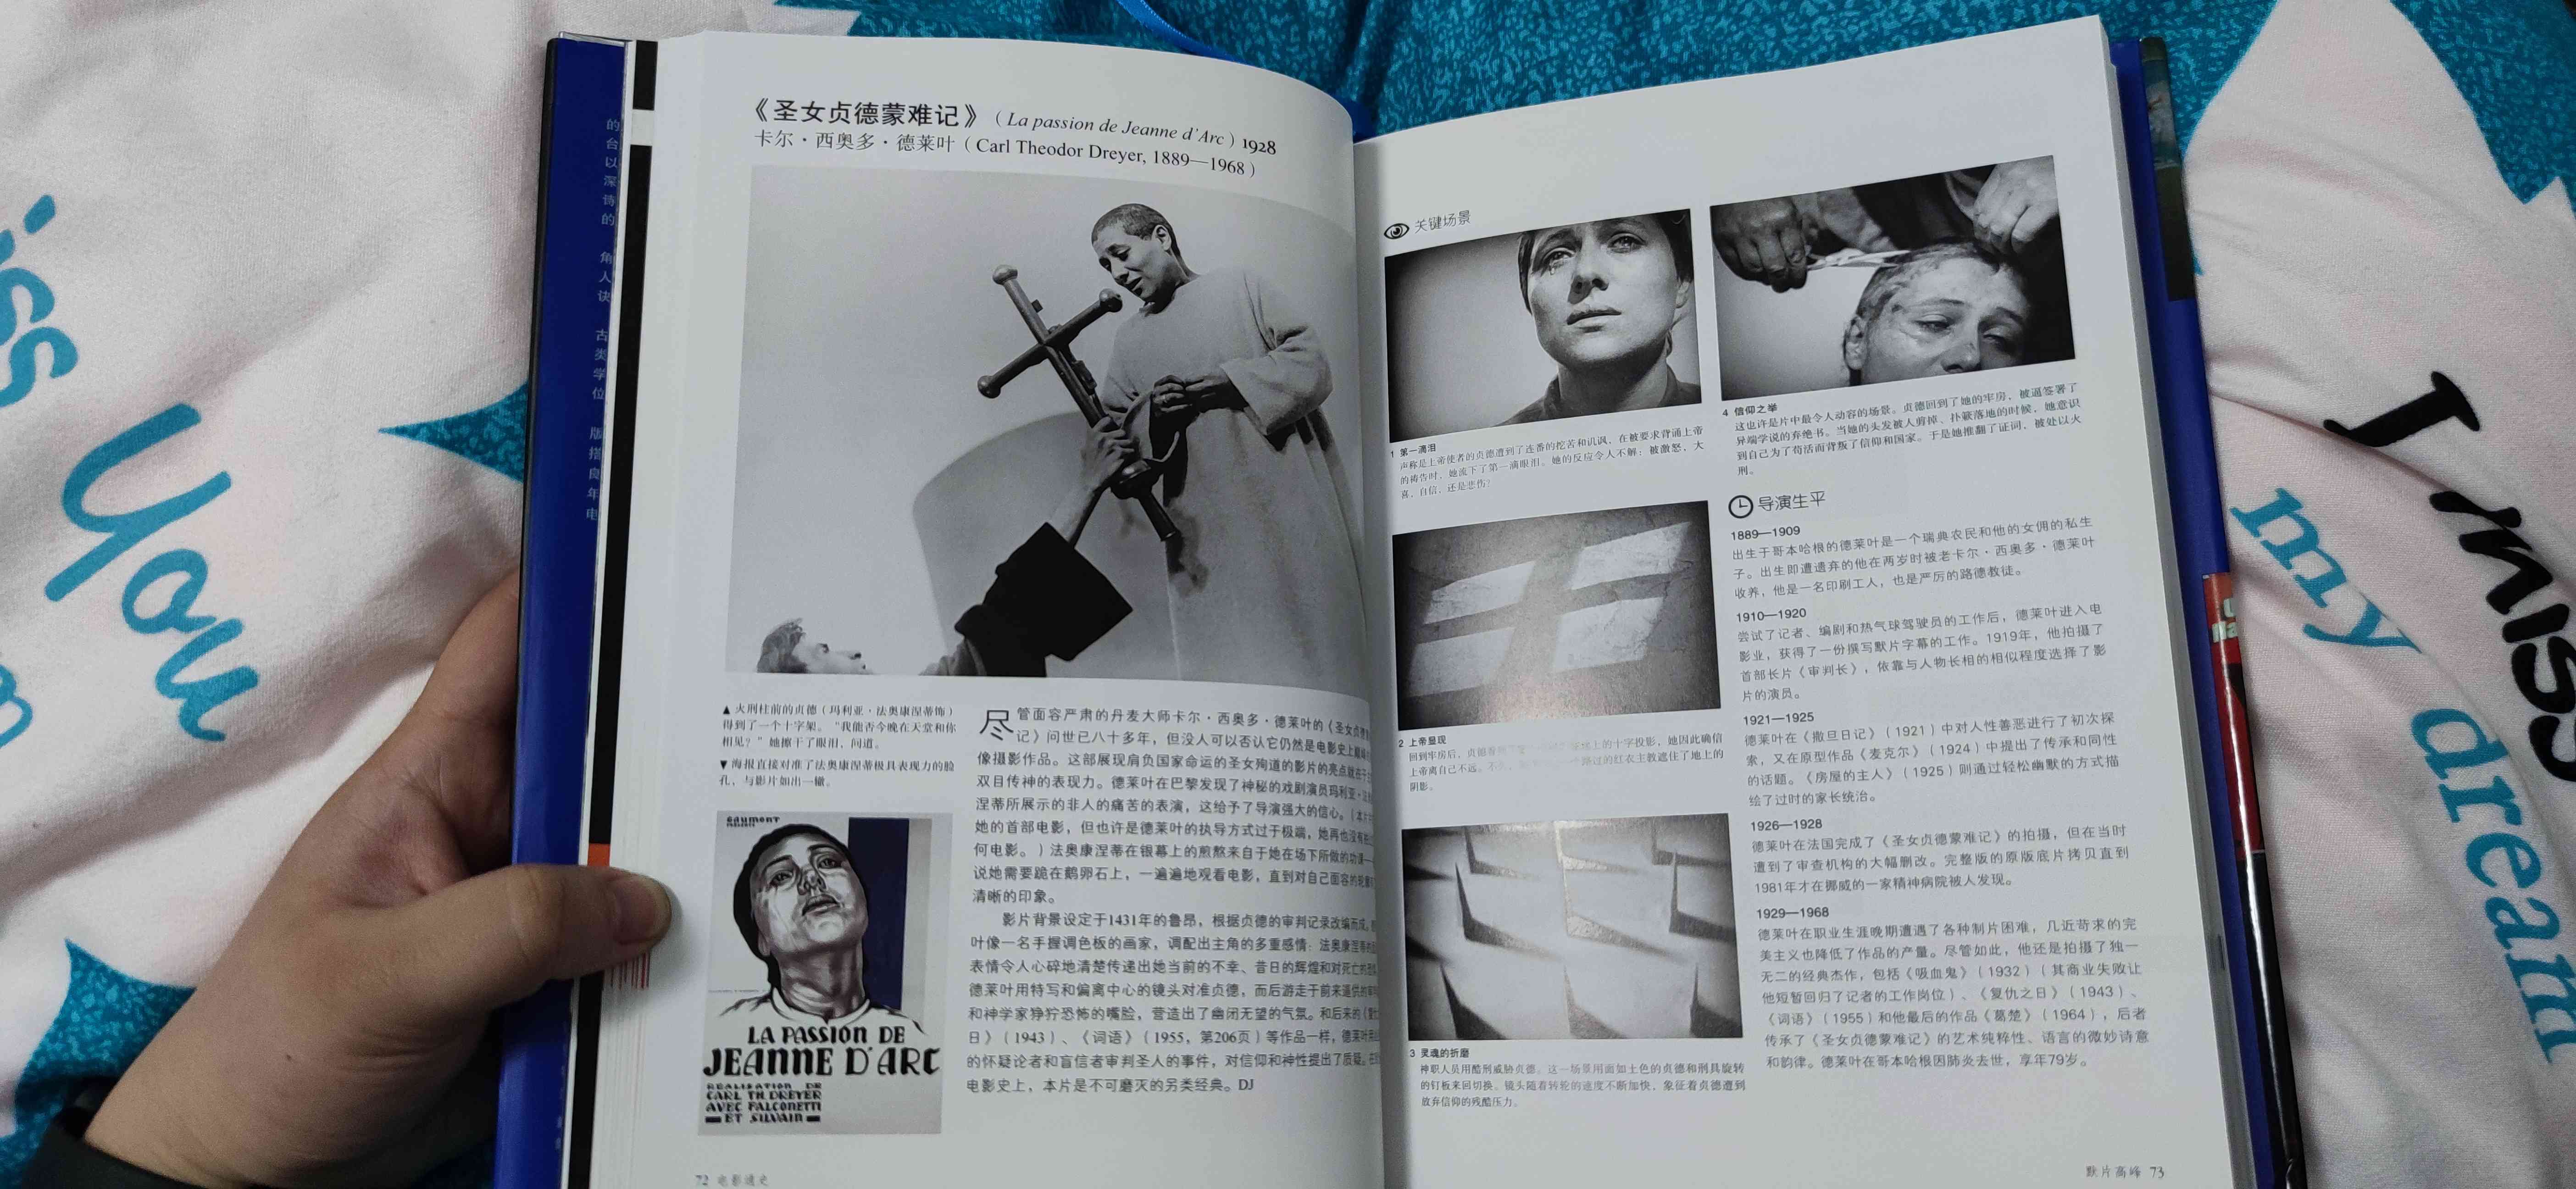 《圣女贞德蒙难记》（La passion de Jeanne d'Arc）1928
卡尔·西奥多·德莱叶（Carl Theodor Dreyer, 1889—1968）
▲ 火刑柱前的贞德（玛利亚·法奥康涅蒂饰）
得到了一个十字架。“我能否今晚在天堂和你
相见？”她擦干了眼泪，问道。
▼ 海报直接对准了法奥康涅蒂极具表现力的脸
孔，与影片如出一辙。
GAUMONT
LA PASSION DE
JEANNE D'ARC
REALISATION DE
CARL TH. DREYER
AVEC FALCONETTI
ET SILVAIN
尽管面容严肃的丹麦大师卡尔·西奥多·德莱叶的《圣女贞德
记》问世已八十多年，但没人可以否认它仍然是电影史上
像摄影作品。这部展现肩负国家命运的圣女殉道的影片的亮点就在于
双目传神的表现力。德莱叶在巴黎发现了神秘的戏剧演员玛利亚·
涅蒂所展示的非人的痛苦的表演，这给予了导演强大的信心。（本片
她的首部电影，但也许是德莱叶的执导方式过于极端，她再也没有
何电影。）法奥康涅蒂在银幕上的煎熬来自于她在场下所做的功课—
说她需要跪在鹅卵石上，一遍遍地观看电影，直到对自己面容的轮廓
清晰的印象。
影片背景设定于1431年的鲁昂，根据贞德的审判记录改编而成。
叶像一名手握调色板的画家，调配出主角的多重感情：法奥康涅蒂的
表情令人心碎地清楚传递出她当前的不幸、昔日的辉煌和对死亡的
德莱叶用特写和偏离中心的镜头对准贞德，而后游走于前来逼供的
和神学家狰狞恐怖的嘴脸，营造出了幽闭无望的气氛。和后来的《
日》（1943）、《词语》（1955，第206页）等作品一样，德莱叶
的怀疑论者和盲信者审判圣人的事件，对信仰和神性提出了质疑。
电影史上，本片是不可磨灭的另类经典。DJ
72 电影通史
关键场景
1 第一滴泪
声称是上帝使者的贞德遭到了连番的挖苦和讥讽，在被要求背诵上帝
的祷告时，她流下了第一滴眼泪。她的反应令人不解：被激怒，大
喜，自信，还是悲伤？
2 上帝显现
回到牢房后，贞德看到了 地上的十字投影，她因此确信
上帝离自己不远。 路过的红衣主教遮住了地上的
阴影。
3 灵魂的折磨
神职人员用酷刑威胁贞德。这一场景用面如土色的贞德和刑具旋转
的钉板来回切换。镜头随着转轮的速度不断加快，象征着贞德遭到
放弃信仰的残酷压力。
4 信仰之举
这也许是片中最令人动容的场景。贞德回到了她的牢房，被逼签署了
异端学说的弃绝书。当她的头发被人剪掉、扑簌落地的时候，她意识
到自己为了苟活而背叛了信仰和国家。于是她推翻了证词，被处以火
刑。
导演生平
1889—1909
出生于哥本哈根的德莱叶是一个瑞典农民和他的女佣的私生
子。出生即遭遗弃的他在两岁时被老卡尔·西奥多·德莱叶
收养，他是一名印刷工人，也是严厉的路德教徒。
1910—1920
尝试了记者、编剧和热气球驾驶员的工作后，德莱叶进入电
影业，获得了一份撰写默片字幕的工作。1919年，他拍摄了
首部长片《审判长》，依靠与人物长相的相似程度选择了影
片的演员。
1921—1925
德莱叶在《撒旦日记》（1921）中对人性善恶进行了初次探
索，又在原型作品《麦克尔》（1924）中提出了传承和同性
的话题。《房屋的主人》（1925）则通过轻松幽默的方式描
绘了过时的家长统治。
1926—1928
德莱叶在法国完成了《圣女贞德蒙难记》的拍摄，但在当时
遭到了审查机构的大幅删改。完整版的原版底片拷贝直到
1981年才在挪威的一家精神病院被人发现。
1929—1968
德莱叶在职业生涯晚期遭遇了各种制片困难，几近苛求的完
美主义也降低了作品的产量。尽管如此，他还是拍摄了独一
无二的经典杰作，包括《吸血鬼》（1932）（其商业失败让
他短暂回归了记者的工作岗位）、《复仇之日》（1943）、
《词语》（1955）和他最后的作品《葛楚》（1964），后者
传承了《圣女贞德蒙难记》的艺术纯粹性、语言的微妙诗意
和韵律。德莱叶在哥本哈根因肺炎去世，享年79岁。
默片高峰 73
You
I miss
my dream